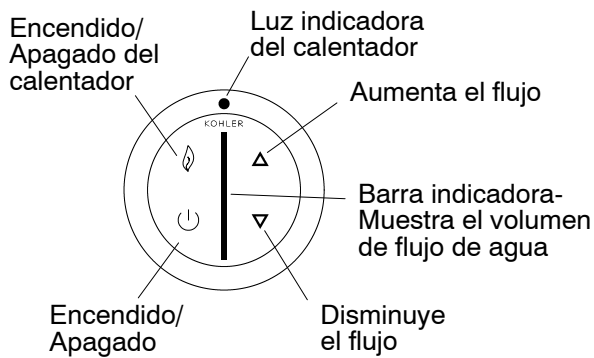 Encendido/
Apagado del
calentador
Luz indicadora
del calentador
Aumenta el flujo
KOHLER
Barra indicadora-
Muestra el volumen
de flujo de agua
Encendido/
Apagado
Disminuye
el flujo